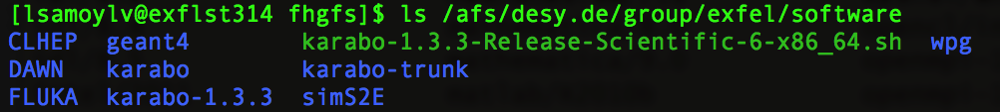 [lsamoylv@exflst314 fhgfs]$ ls /afs/desy.de/group/exfel/software
CLHEP geant4 karabo-1.3.3-Release-Scientific-6-x86_64.sh wpg
DAWN karabo karabo-trunk
FLUKA karabo-1.3.3 simS2E